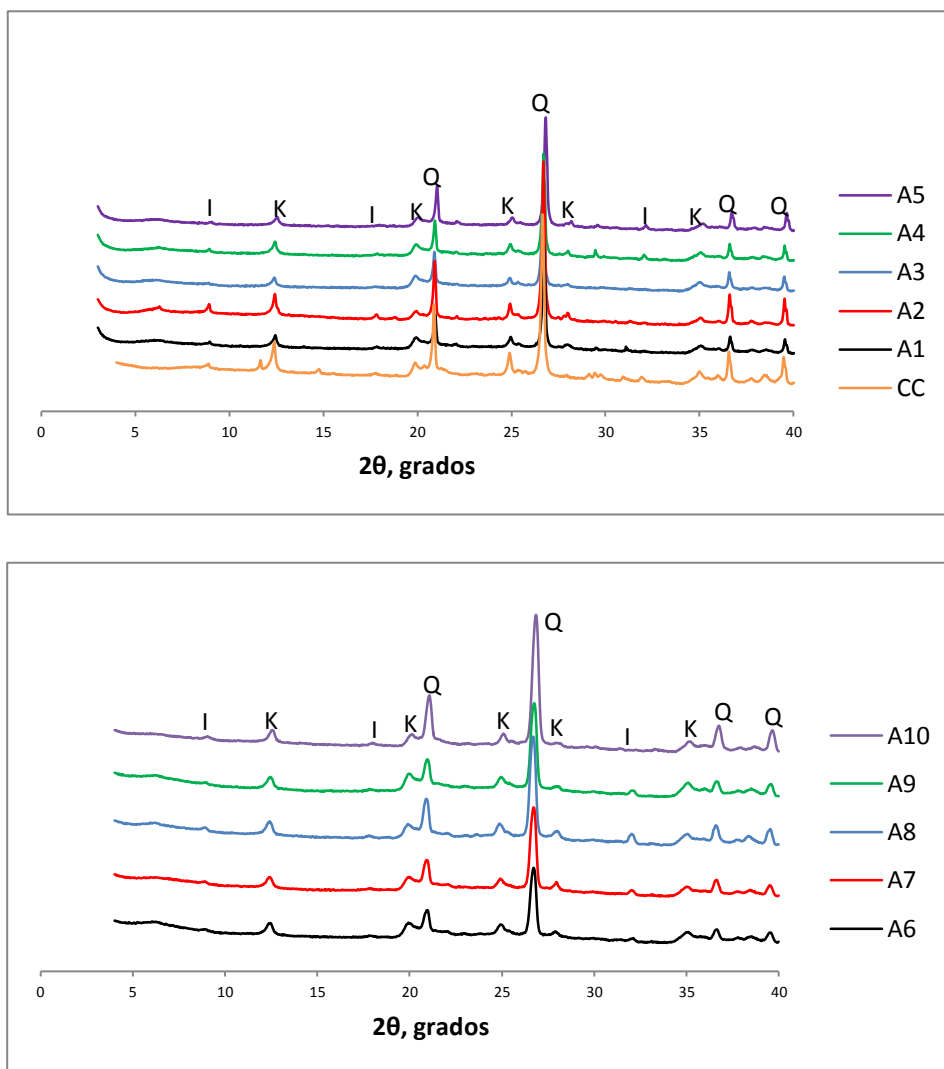 Q
Q
I K K K K I K Q Q
A5
A4
A3
A2
A1
CC
0 5 10 15 20 25 30 35 40
2θ, grados
Q
Q
I K I K K K I K Q Q
A10
A9
A8
A7
A6
0 5 10 15 20 25 30 35 40
2θ, grados